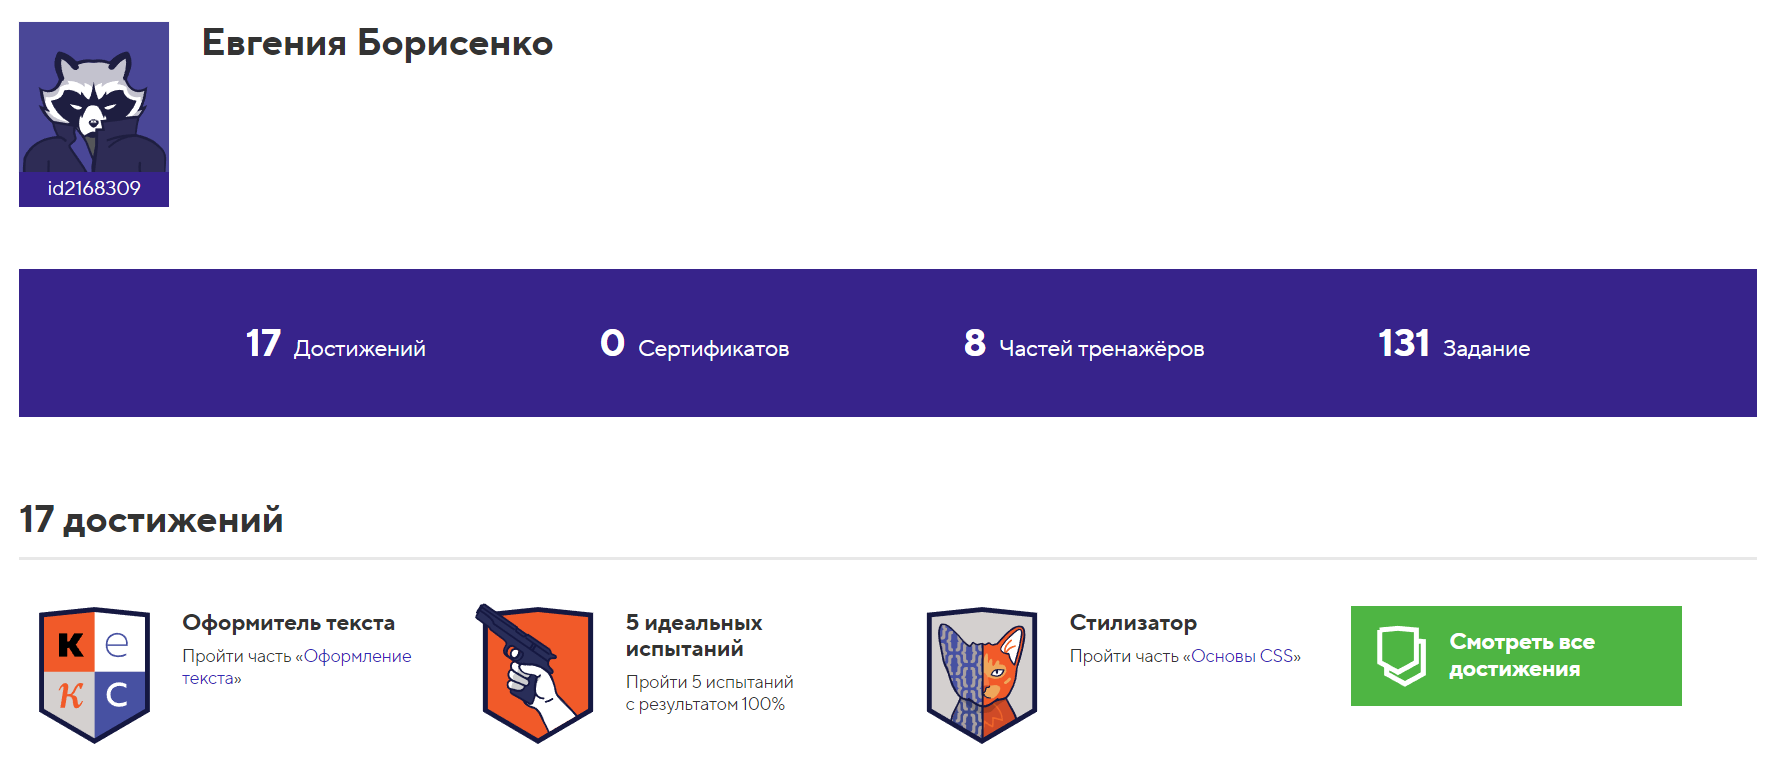 Евгения Борисенко
id2168309
17 Достижений
0 Сертификатов
8 Частей тренажёров
131 Задание
17 достижений
к е
к с
Оформитель текста
Пройти часть «Оформление
текста»
5 идеальных
испытаний
Пройти 5 испытаний
с результатом 100%
Стилизатор
Пройти часть «Основы CSS»
Смотреть все
достижения